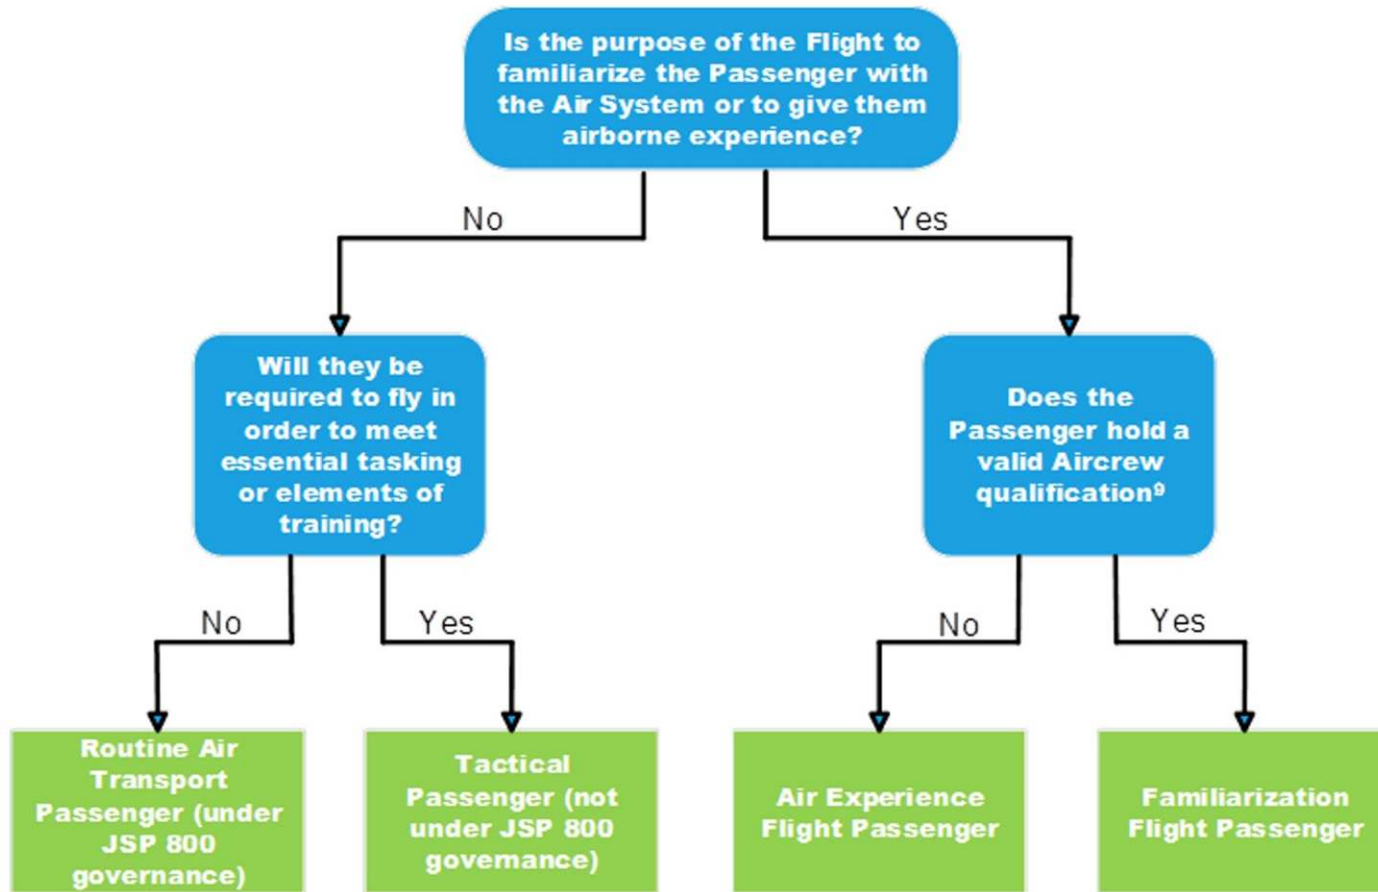 Is the purpose of the Flight to
familiarize the Passenger with
the Air System or to give them
airborne experience?
No
Yes
Will they be
required to fly in
order to meet
essential tasking
or elements of
training?
Does the
Passenger hold a
valid Aircrew
qualification⁹
No
Yes
No
Yes
Routine Air
Transport
Passenger (under
JSP 800
governance)
Tactical
Passenger (not
under JSP 800
governance)
Air Experience
Flight Passenger
Familiarization
Flight Passenger